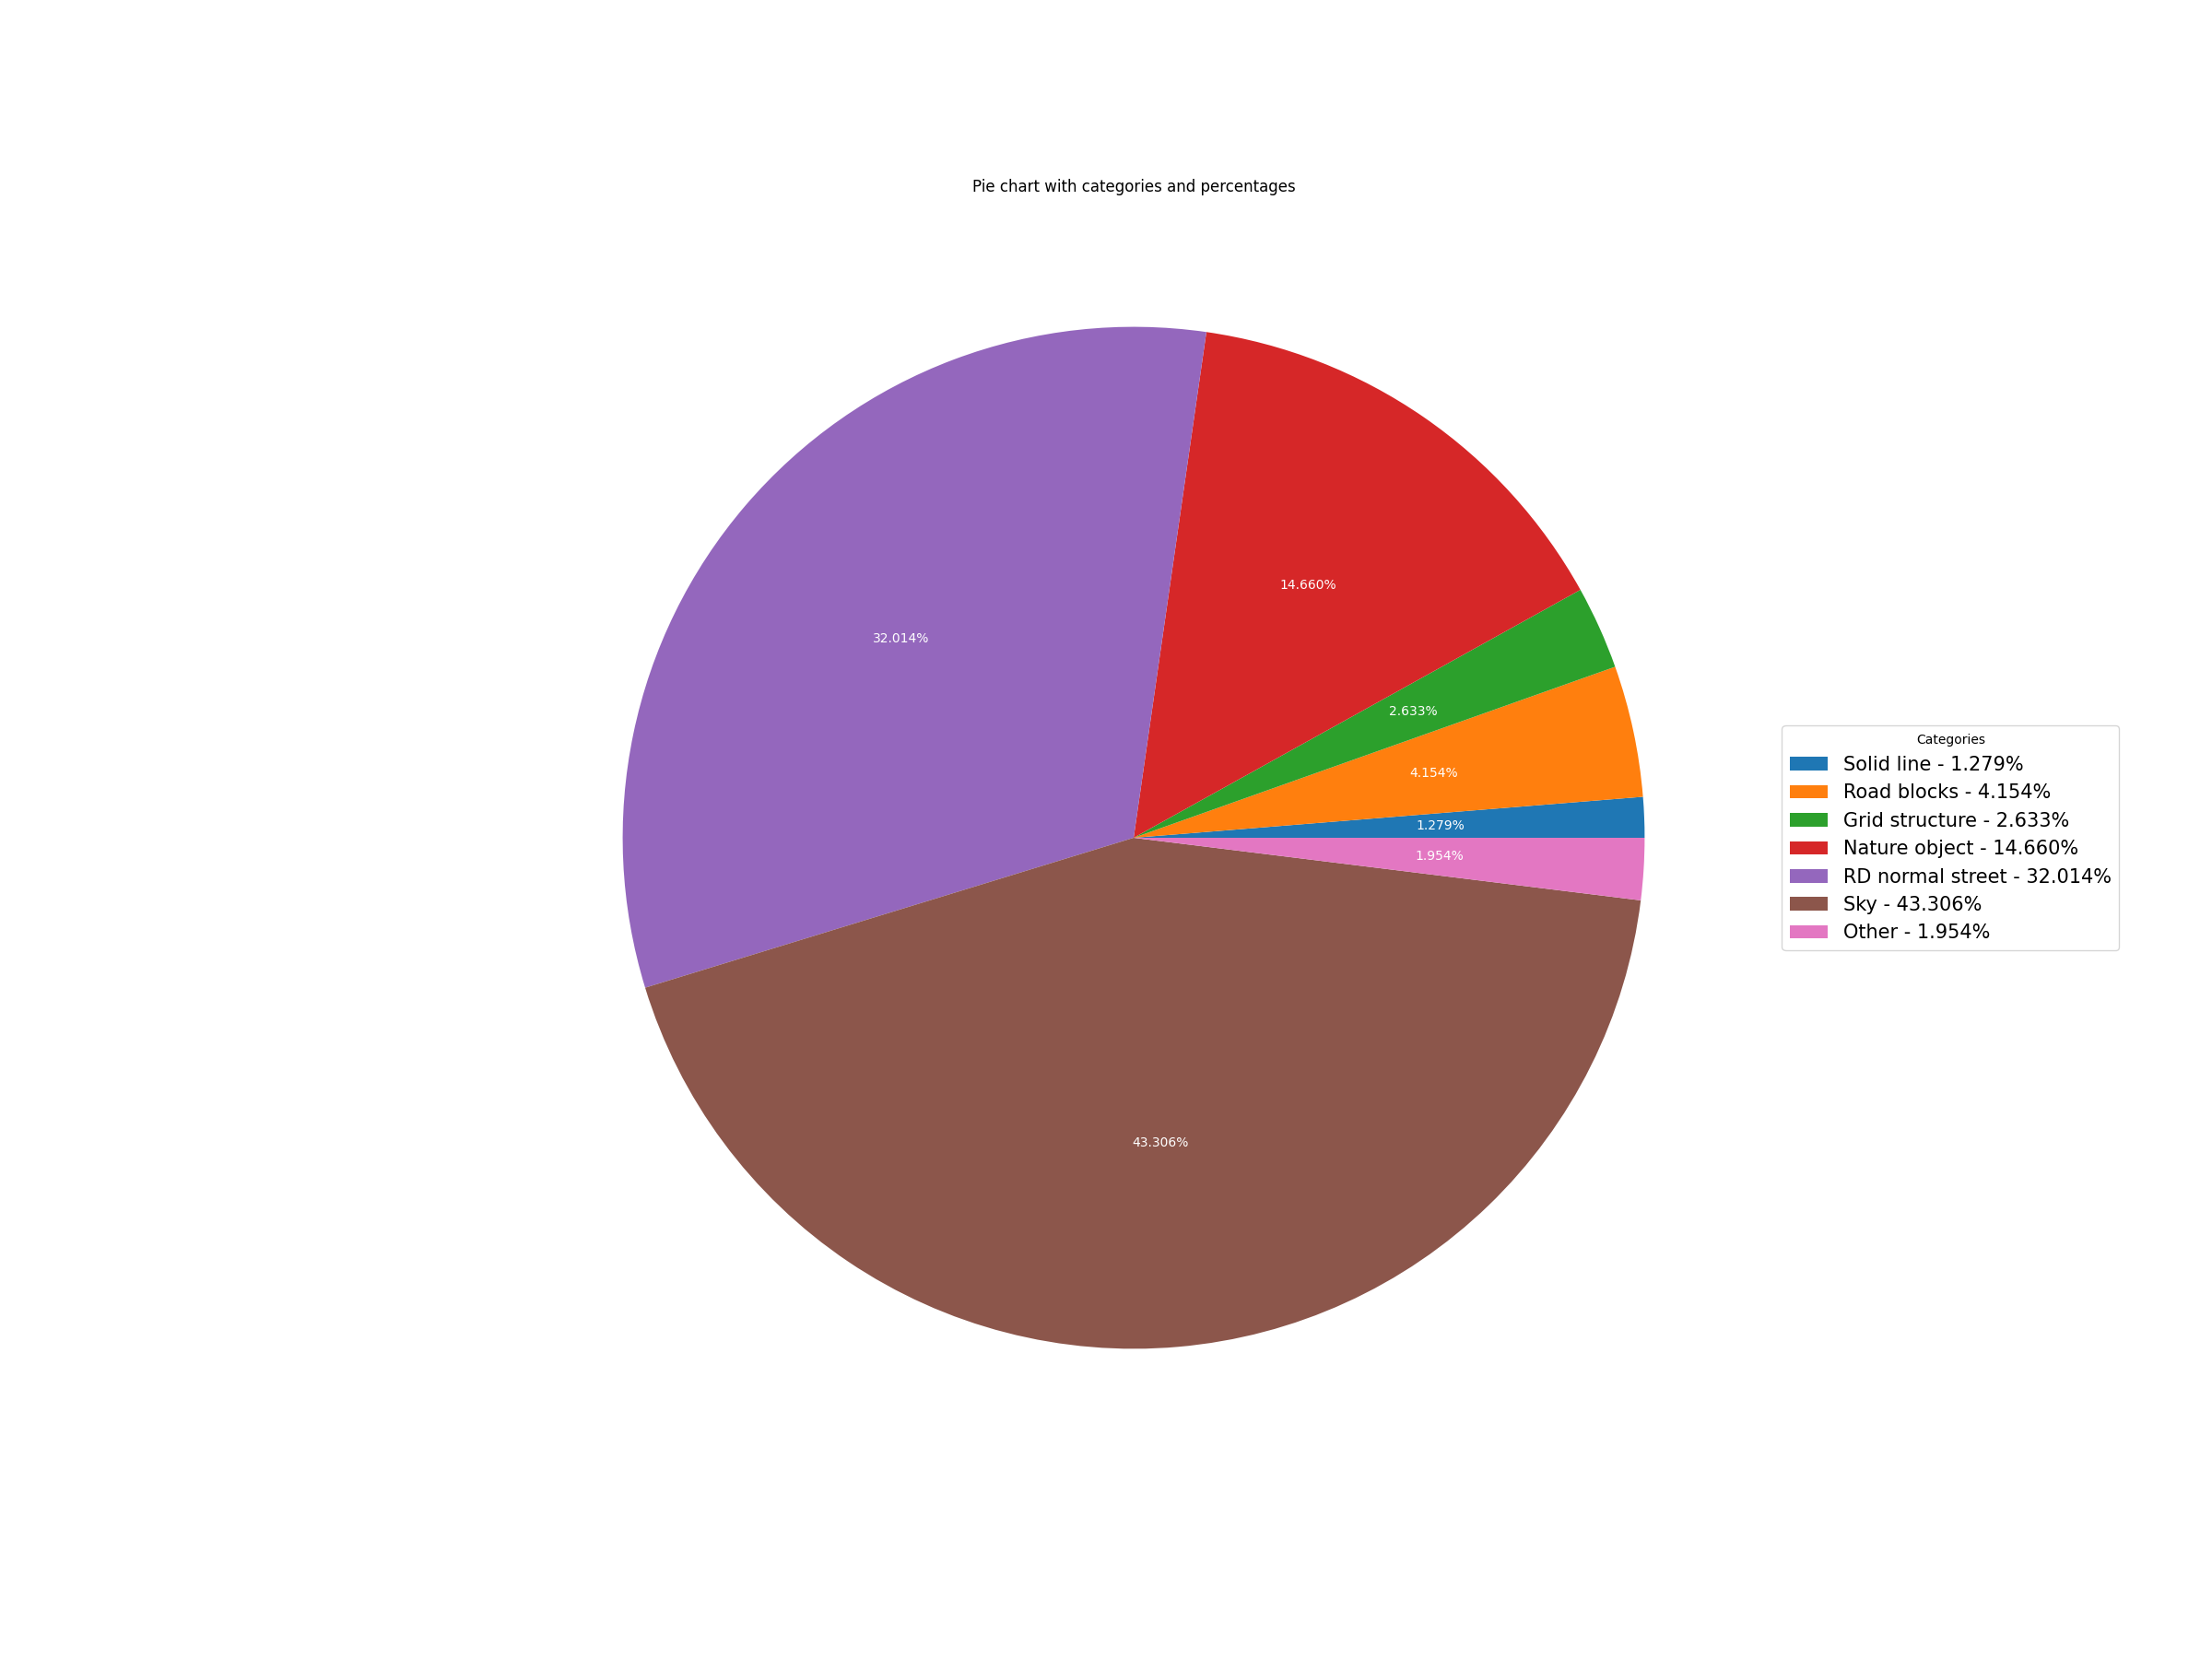 Pie chart with categories and percentages
14.660%
32.014%
2.633%
4.154%
1.279%
1.954%
43.306%
Categories
Solid line - 1.279%
Road blocks - 4.154%
Grid structure - 2.633%
Nature object - 14.660%
RD normal street - 32.014%
Sky - 43.306%
Other - 1.954%